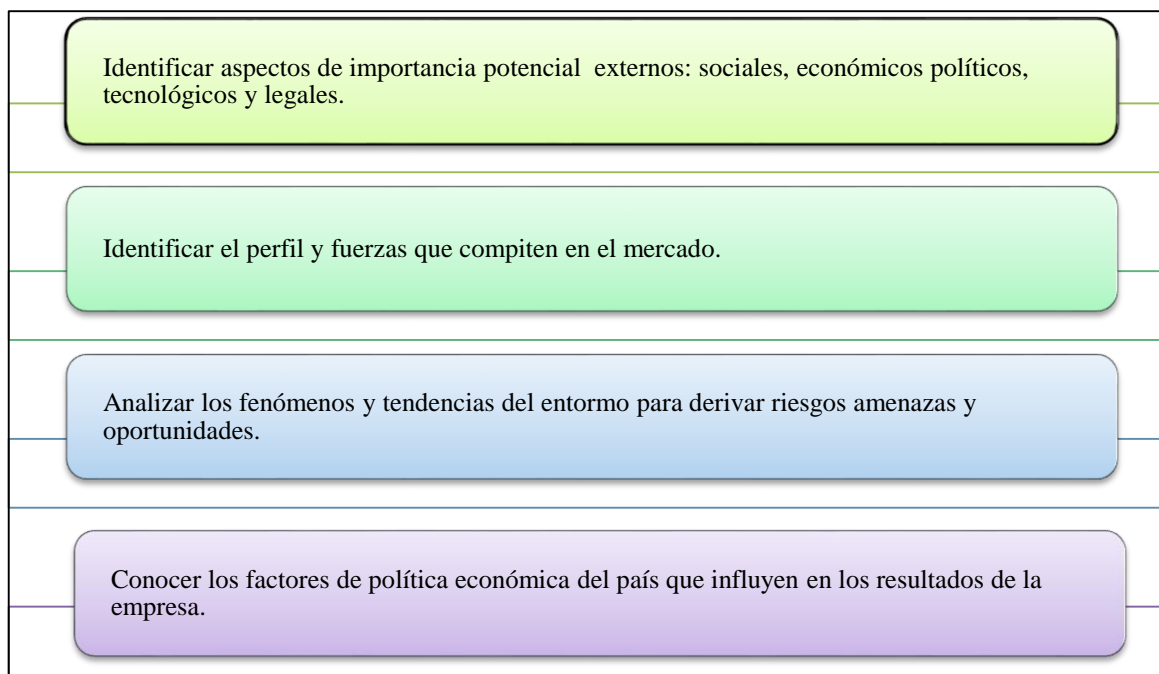 Identificar aspectos de importancia potencial  externos: sociales, económicos políticos,
tecnológicos y legales.
Identificar el perfil y fuerzas que compiten en el mercado.
Analizar los fenómenos y tendencias del entormo para derivar riesgos amenazas y
oportunidades.
Conocer los factores de política económica del país que influyen en los resultados de la
empresa.